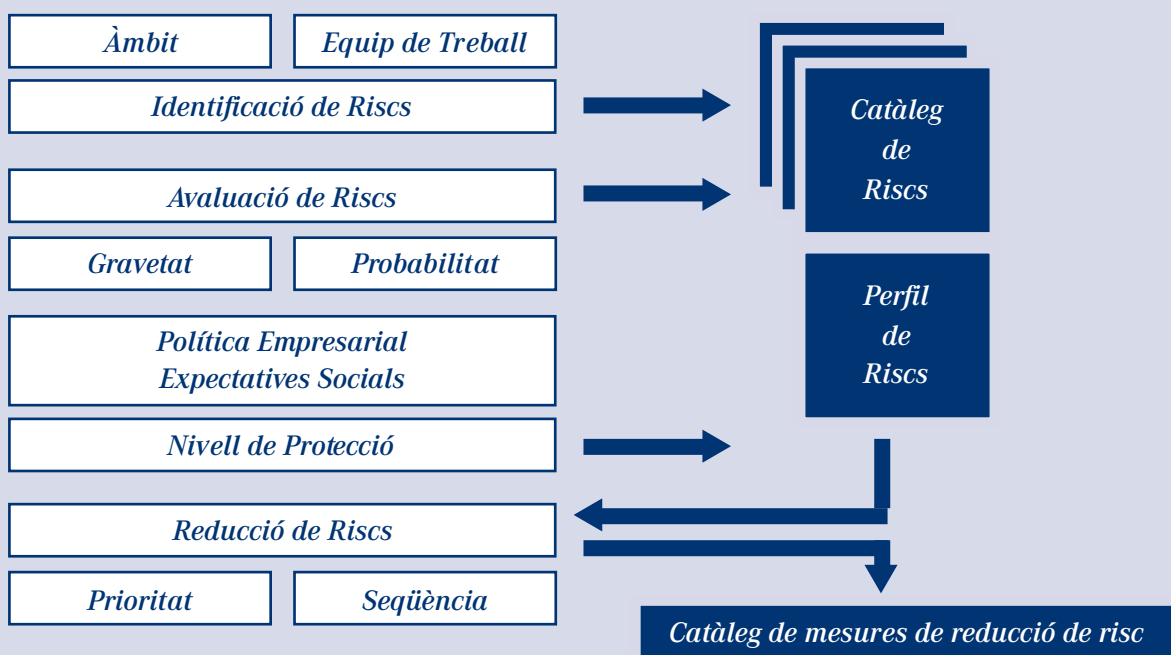 Àmbit
Equip de Treball
Identificació de Riscs
Avaluació de Riscs
Gravetat
Probabilitat
Política Empresarial
Expectatives Socials
Nivell de Protecció
Reducció de Riscs
Prioritat
Seqüència
Catàleg
de
Riscs
Perfil
de
Riscs
Catàleg de mesures de reducció de risc